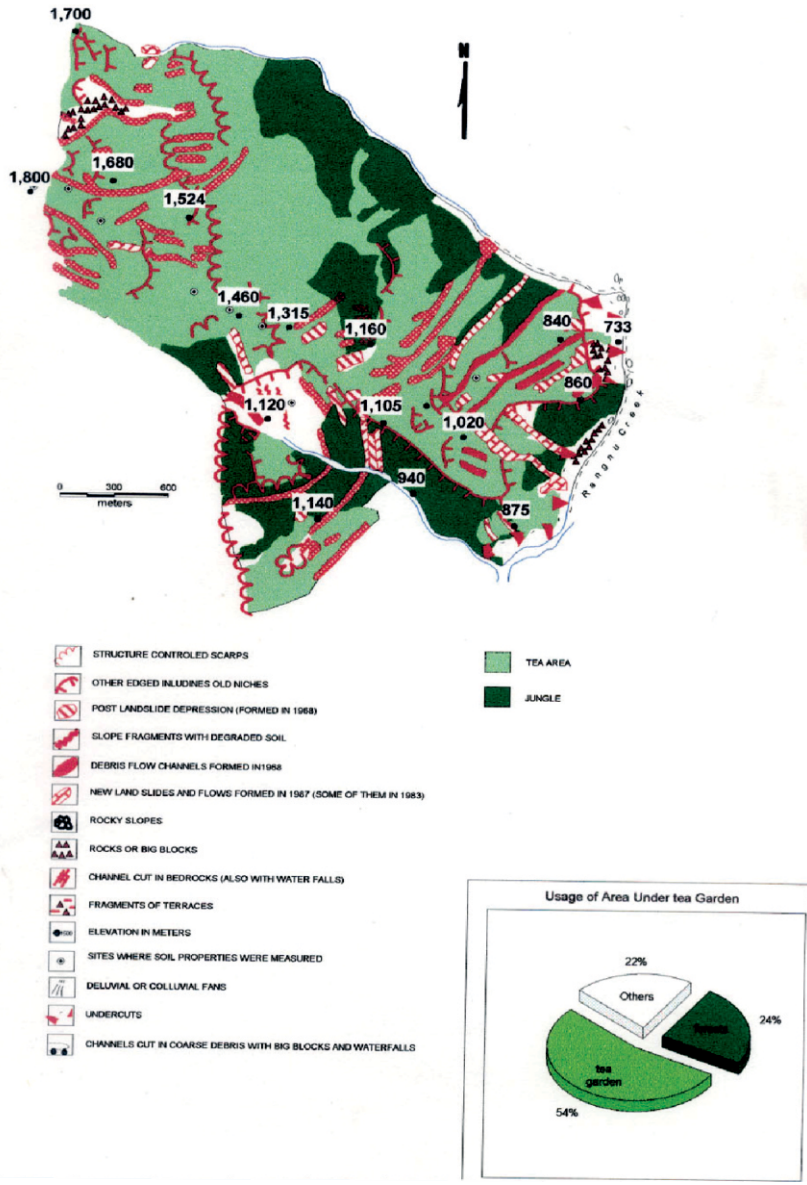 1,700
N
1,680
1,800
1,524
1,460
1,315
1,160
840
733
860
1,120
1,105
1,020
940
1,140
875
Rangnu Creek
0 300 600
meters
STRUCTURE CONTROLED SCARPS
OTHER EDGED INLUDINES OLD NICHES
POST LANDSLIDE DEPRESSION (FORMED IN 1968)
SLOPE FRAGMENTS WITH DEGRADED SOIL
DEBRIS FLOW CHANNELS FORMED IN1968
NEW LAND SLIDES AND FLOWS FORMED IN 1987 (SOME OF THEM IN 1983)
ROCKY SLOPES
ROCKS OR BIG BLOCKS
CHANNEL CUT IN BEDROCKS (ALSO WITH WATER FALLS)
FRAGMENTS OF TERRACES
ELEVATION IN METERS
SITES WHERE SOIL PROPERTIES WERE MEASURED
DELUVIAL OR COLLUVIAL FANS
UNDERCUTS
CHANNELS CUT IN COARSE DEBRIS WITH BIG BLOCKS AND WATERFALLS
TEA AREA
JUNGLE
Usage of Area Under tea Garden
22%
Others
24%
tea
garden
54%